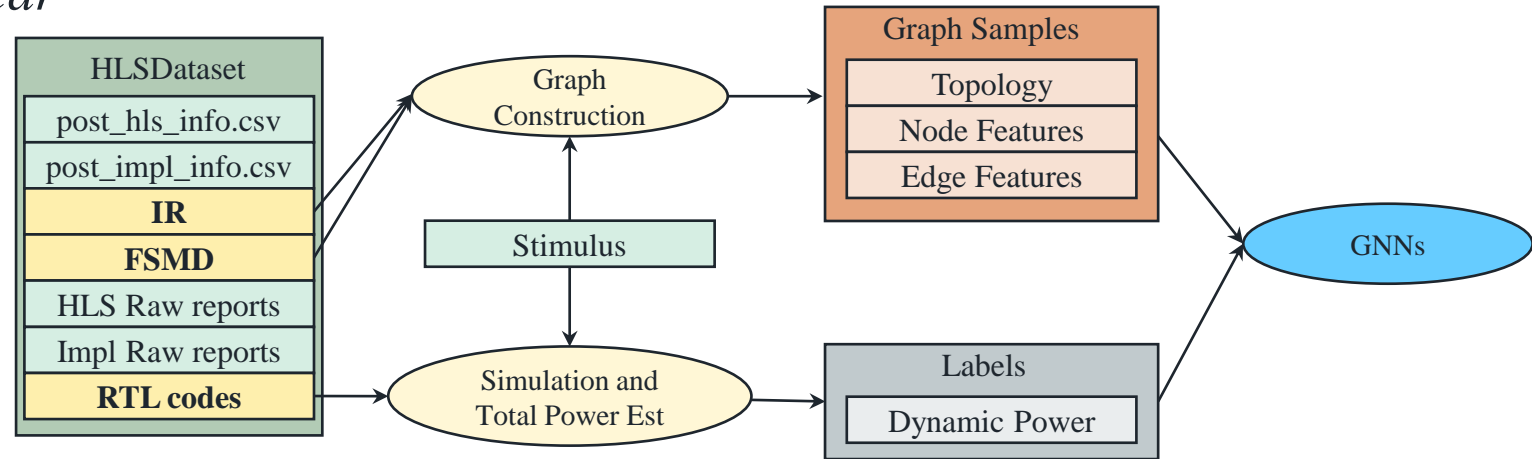 HLSDataset
post_hls_info.csv
post_impl_info.csv
IR
FSMD
HLS Raw reports
Impl Raw reports
RTL codes
Graph
Construction
Stimulus
Simulation and
Total Power Est
Graph Samples
Topology
Node Features
Edge Features
Labels
Dynamic Power
GNNs